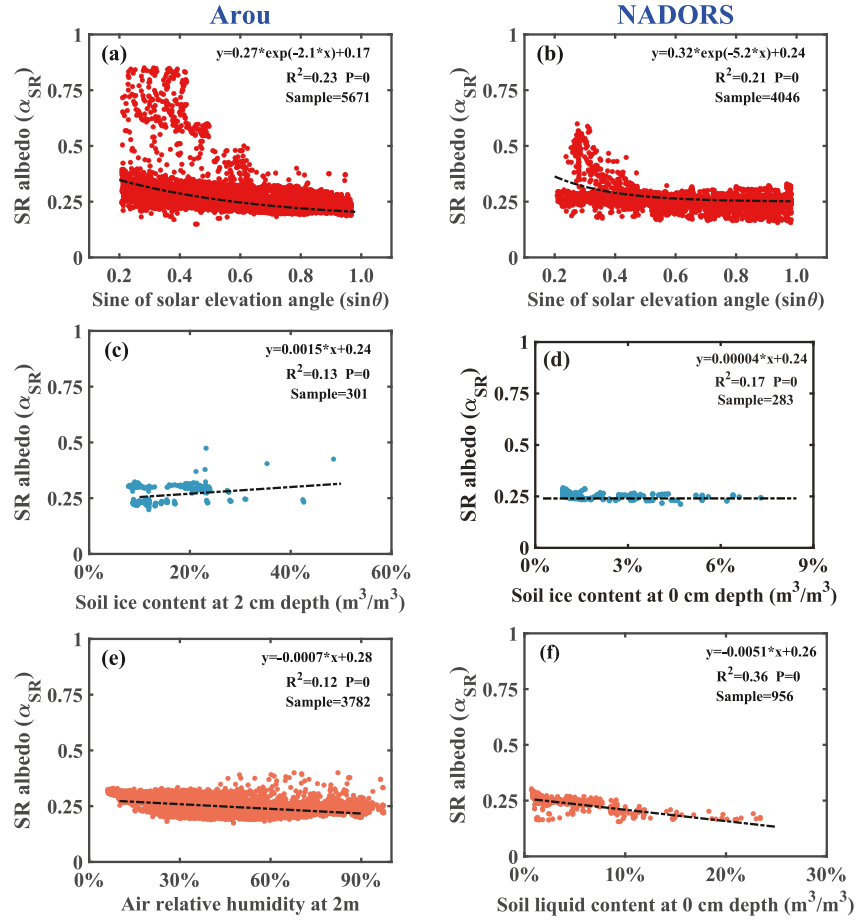 Arou
NADORS
(a)
y=0.27*exp(-2.1*x)+0.17
R²=0.23 P=0
Sample=5671
SR albedo (α_SR)
1
0.75
0.5
0.25
0
0.2 0.4 0.6 0.8 1.0
Sine of solar elevation angle (sinθ)
(b)
y=0.32*exp(-5.2*x)+0.24
R²=0.21 P=0
Sample=4046
SR albedo (α_SR)
1
0.75
0.5
0.25
0
0.2 0.4 0.6 0.8 1.0
Sine of solar elevation angle (sinθ)
(c)
y=0.0015*x+0.24
R²=0.13 P=0
Sample=301
SR albedo (α_SR)
1
0.75
0.5
0.25
0
0% 20% 40% 60%
Soil ice content at 2 cm depth (m³/m³)
(d)
y=0.00004*x+0.24
R²=0.17 P=0
Sample=283
SR albedo (α_SR)
1
0.75
0.5
0.25
0
0% 3% 6% 9%
Soil ice content at 0 cm depth (m³/m³)
(e)
y=-0.0007*x+0.28
R²=0.12 P=0
Sample=3782
SR albedo (α_SR)
1
0.75
0.5
0.25
0
0% 30% 60% 90%
Air relative humidity at 2m
(f)
y=-0.0051*x+0.26
R²=0.36 P=0
Sample=956
SR albedo (α_SR)
1
0.75
0.5
0.25
0
0% 10% 20% 30%
Soil liquid content at 0 cm depth (m³/m³)